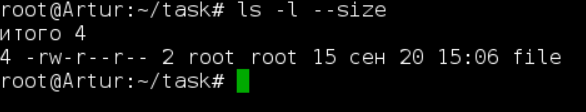 root@Artur:~/task# ls -l --size
итого 4
4 -rw-r--r-- 2 root root 15 сен 20 15:06 file
root@Artur:~/task#